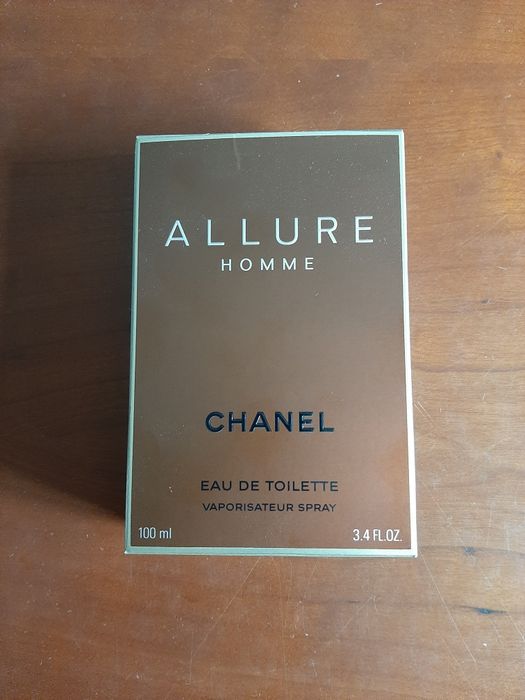 ALLURE
HOMME
CHANEL
EAU DE TOILETTE
VAPORISATEUR SPRAY
100 ml 3.4 FL.OZ.